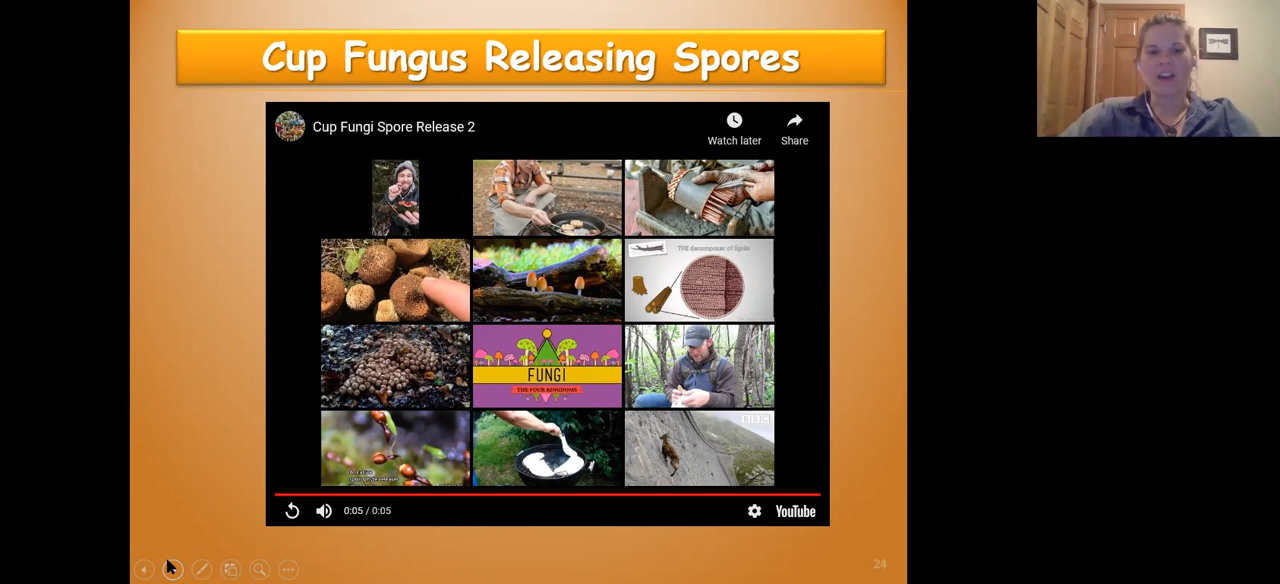 Cup Fungus Releasing Spores
Cup Fungi Spore Release 2
Watch later
Share
THE decomposer of lignin
FUNGI
THE FOUR KINGDOMS
BBC
0:05 / 0:05
YouTube
24